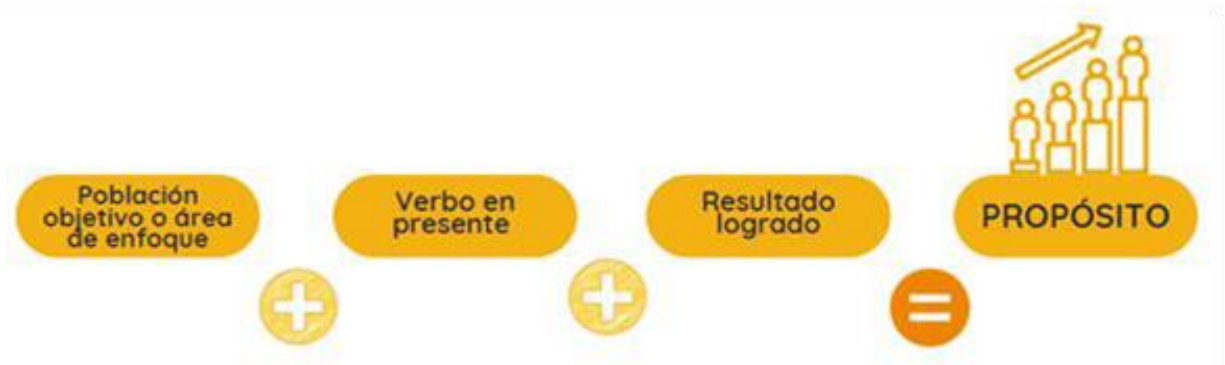 Población
objetivo o área
de enfoque
Verbo en
presente
Resultado
logrado
PROPÓSITO